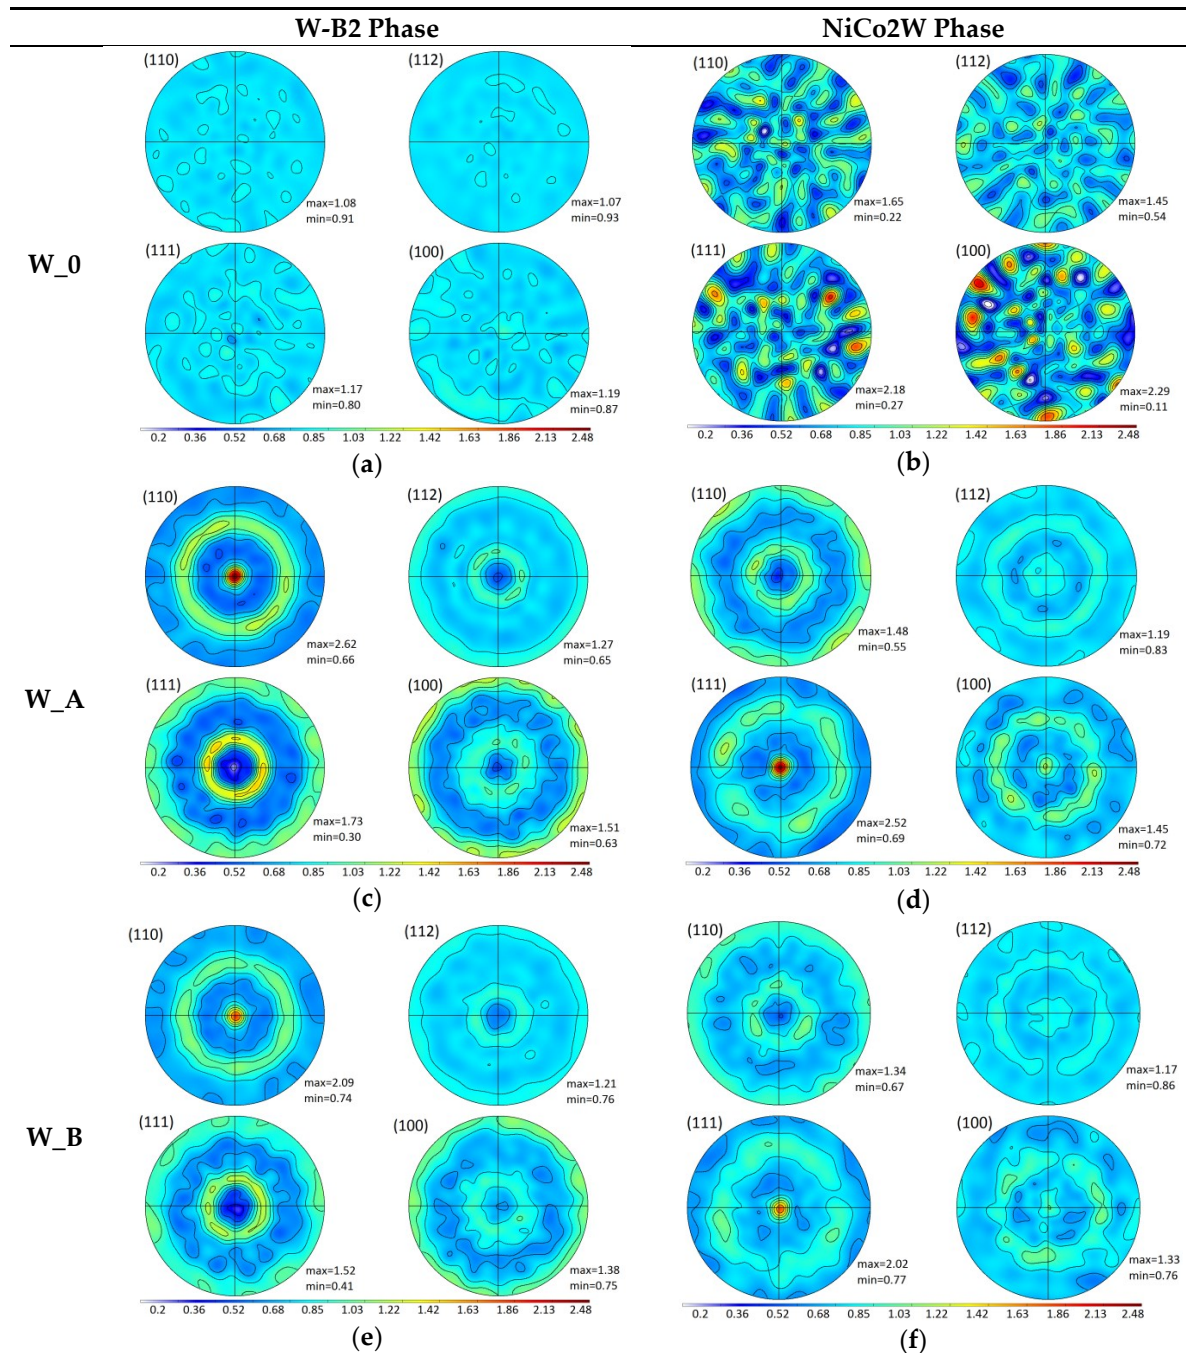 W-B2 Phase NiCo2W Phase
W_0
(110)
max=1.08
min=0.91
(112)
max=1.07
min=0.93
(111)
max=1.17
min=0.80
(100)
max=1.19
min=0.87
0.2 0.36 0.52 0.68 0.85 1.03 1.22 1.42 1.63 1.86 2.13 2.48
(a)
(110)
max=1.65
min=0.22
(112)
max=1.45
min=0.54
(111)
max=2.18
min=0.27
(100)
max=2.29
min=0.11
0.2 0.36 0.52 0.68 0.85 1.03 1.22 1.42 1.63 1.86 2.13 2.48
(b)
W_A
(110)
max=2.62
min=0.66
(112)
max=1.27
min=0.65
(111)
max=1.73
min=0.30
(100)
max=1.51
min=0.63
0.2 0.36 0.52 0.68 0.85 1.03 1.22 1.42 1.63 1.86 2.13 2.48
(c)
(110)
max=1.48
min=0.55
(112)
max=1.19
min=0.83
(111)
max=2.52
min=0.69
(100)
max=1.45
min=0.72
0.2 0.36 0.52 0.68 0.85 1.03 1.22 1.42 1.63 1.86 2.13 2.48
(d)
W_B
(110)
max=2.09
min=0.74
(112)
max=1.21
min=0.76
(111)
max=1.52
min=0.41
(100)
max=1.38
min=0.75
0.2 0.36 0.52 0.68 0.85 1.03 1.22 1.42 1.63 1.86 2.13 2.48
(e)
(110)
max=1.34
min=0.67
(112)
max=1.17
min=0.86
(111)
max=2.02
min=0.77
(100)
max=1.33
min=0.76
0.2 0.36 0.52 0.68 0.85 1.03 1.22 1.42 1.63 1.86 2.13 2.48
(f)